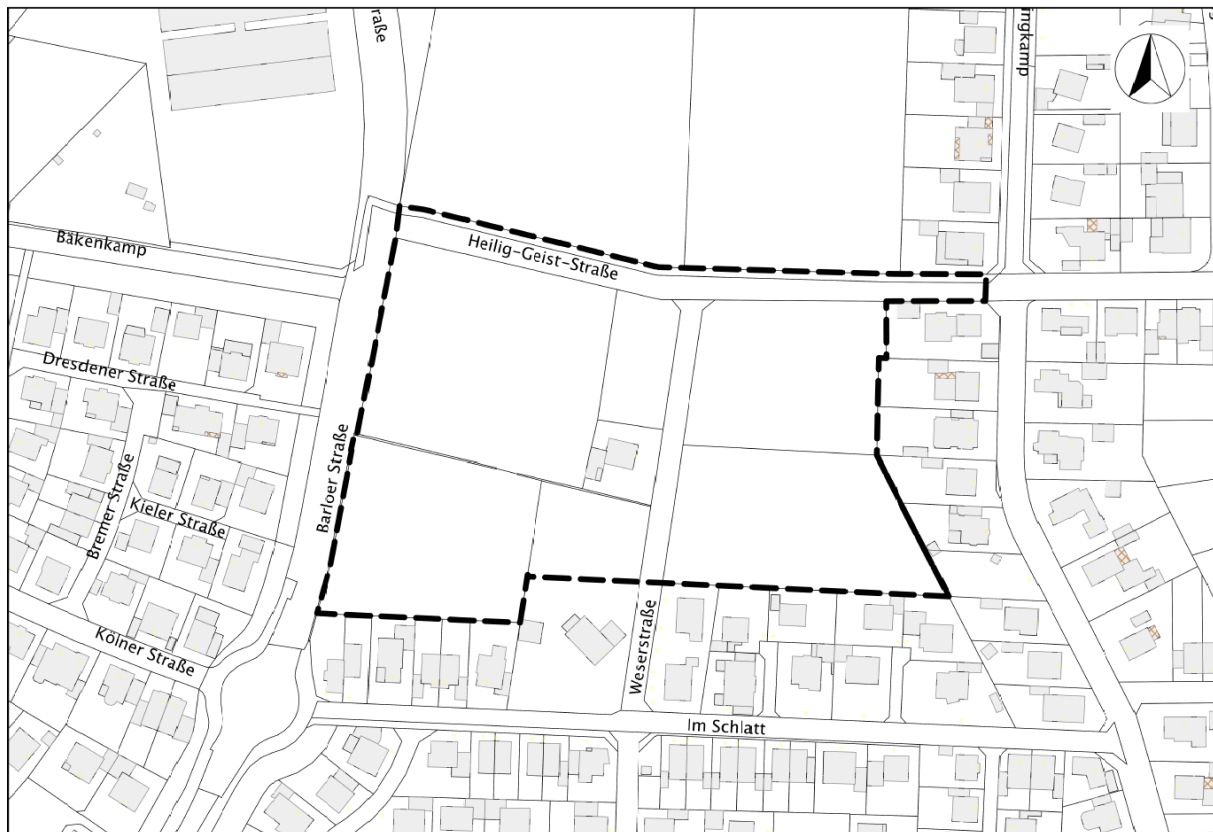 raße
ingkamp
Bäkenkamp
Heilig-Geist-Straße
Dresdener Straße
Barloer Straße
Bremer Straße
Kieler Straße
Kölner Straße
Weserstraße
Im Schlatt